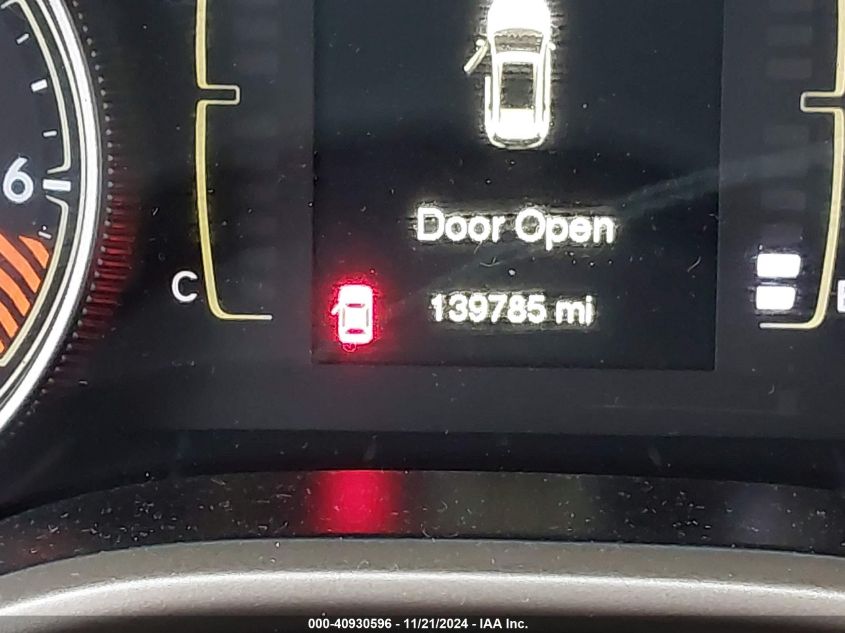 6
Door Open
C
139785 mi
000-40930596 - 11/21/2024 - IAA Inc.